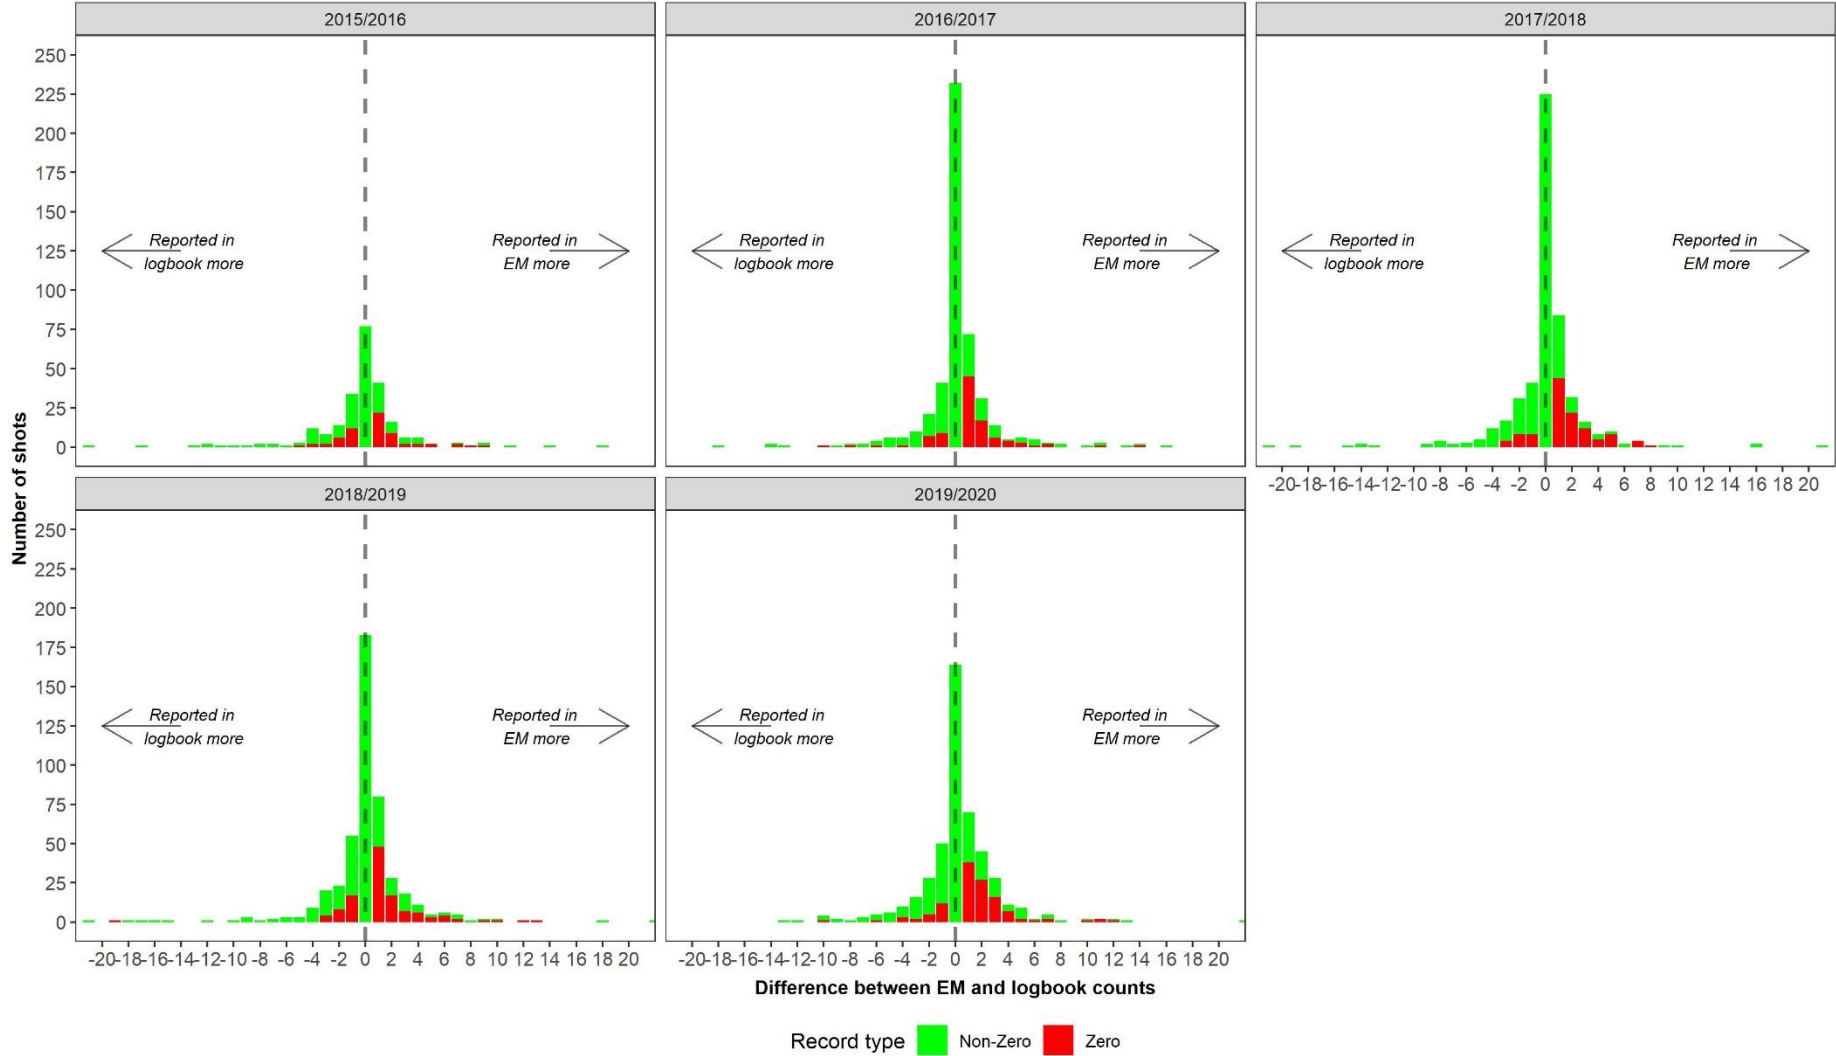 2015/2016
2016/2017
2017/2018
250
225
200
175
150
125
100
75
50
25
0
Reported in
logbook more
Reported in
EM more
Reported in
logbook more
Reported in
EM more
Reported in
logbook more
Reported in
EM more
-20 -18 -16 -14 -12 -10 -8 -6 -4 -2 0 2 4 6 8 10 12 14 16 18 20
Number of shots
2018/2019
2019/2020
250
225
200
175
150
125
100
75
50
25
0
Reported in
logbook more
Reported in
EM more
Reported in
logbook more
Reported in
EM more
-20 -18 -16 -14 -12 -10 -8 -6 -4 -2 0 2 4 6 8 10 12 14 16 18 20
-20 -18 -16 -14 -12 -10 -8 -6 -4 -2 0 2 4 6 8 10 12 14 16 18 20
Difference between EM and logbook counts
Record type Non-Zero Zero